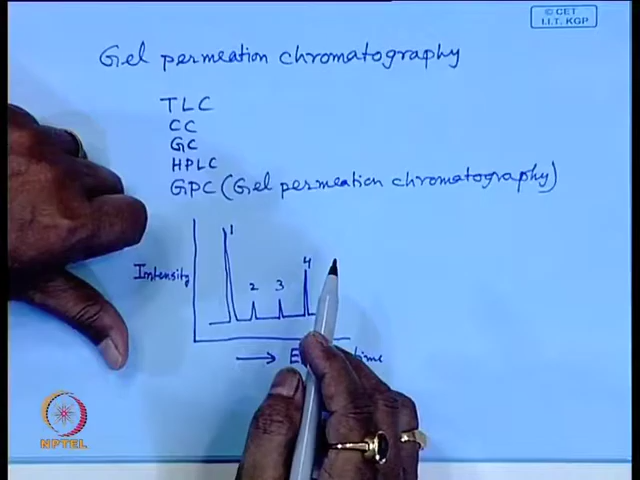 © CET
I.I.T. KGP
Gel permeation chromatography
TLC
CC
GC
HPLC
GPC (Gel permeation chromatography)
1
4
2 3
Intensity
→ time
NPTEL